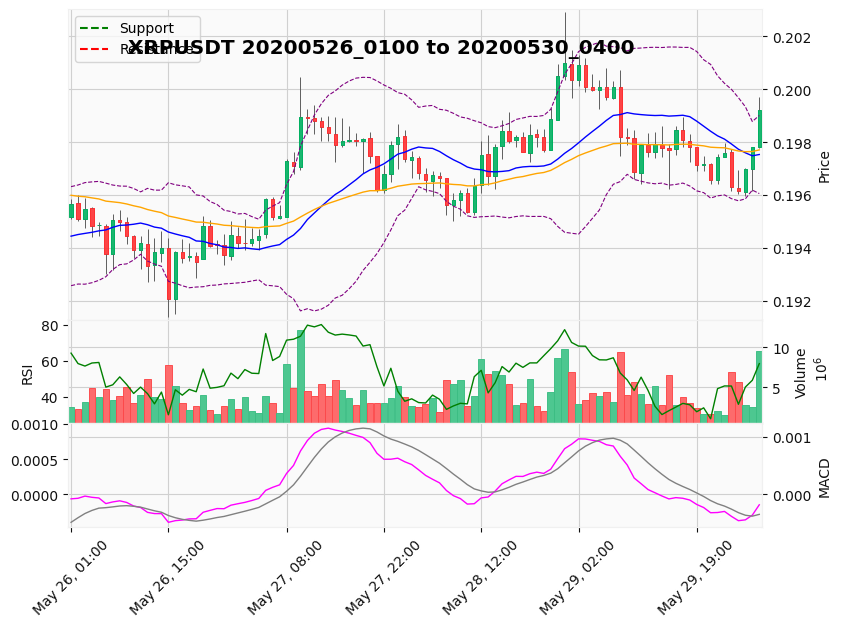 Support
Resistance
XRPUSDT 20200526_0100 to 20200530_0400
0.202
0.200
0.198
0.196
0.194
0.192
Price
80
60
40
RSI
10
5
Volume
10^6
0.0010
0.0005
0.0000
0.001
0.000
MACD
May 26, 01:00
May 26, 15:00
May 27, 08:00
May 27, 22:00
May 28, 12:00
May 29, 02:00
May 29, 19:00